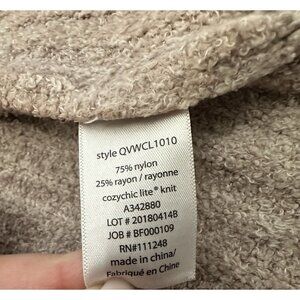 style QVWCL1010
75% nylon
25% rayon / rayonne
cozychic lite® knit
A342880
LOT # 20180414B
JOB # BF000109
RN#111248
made in china/
Fabriqué en Chine